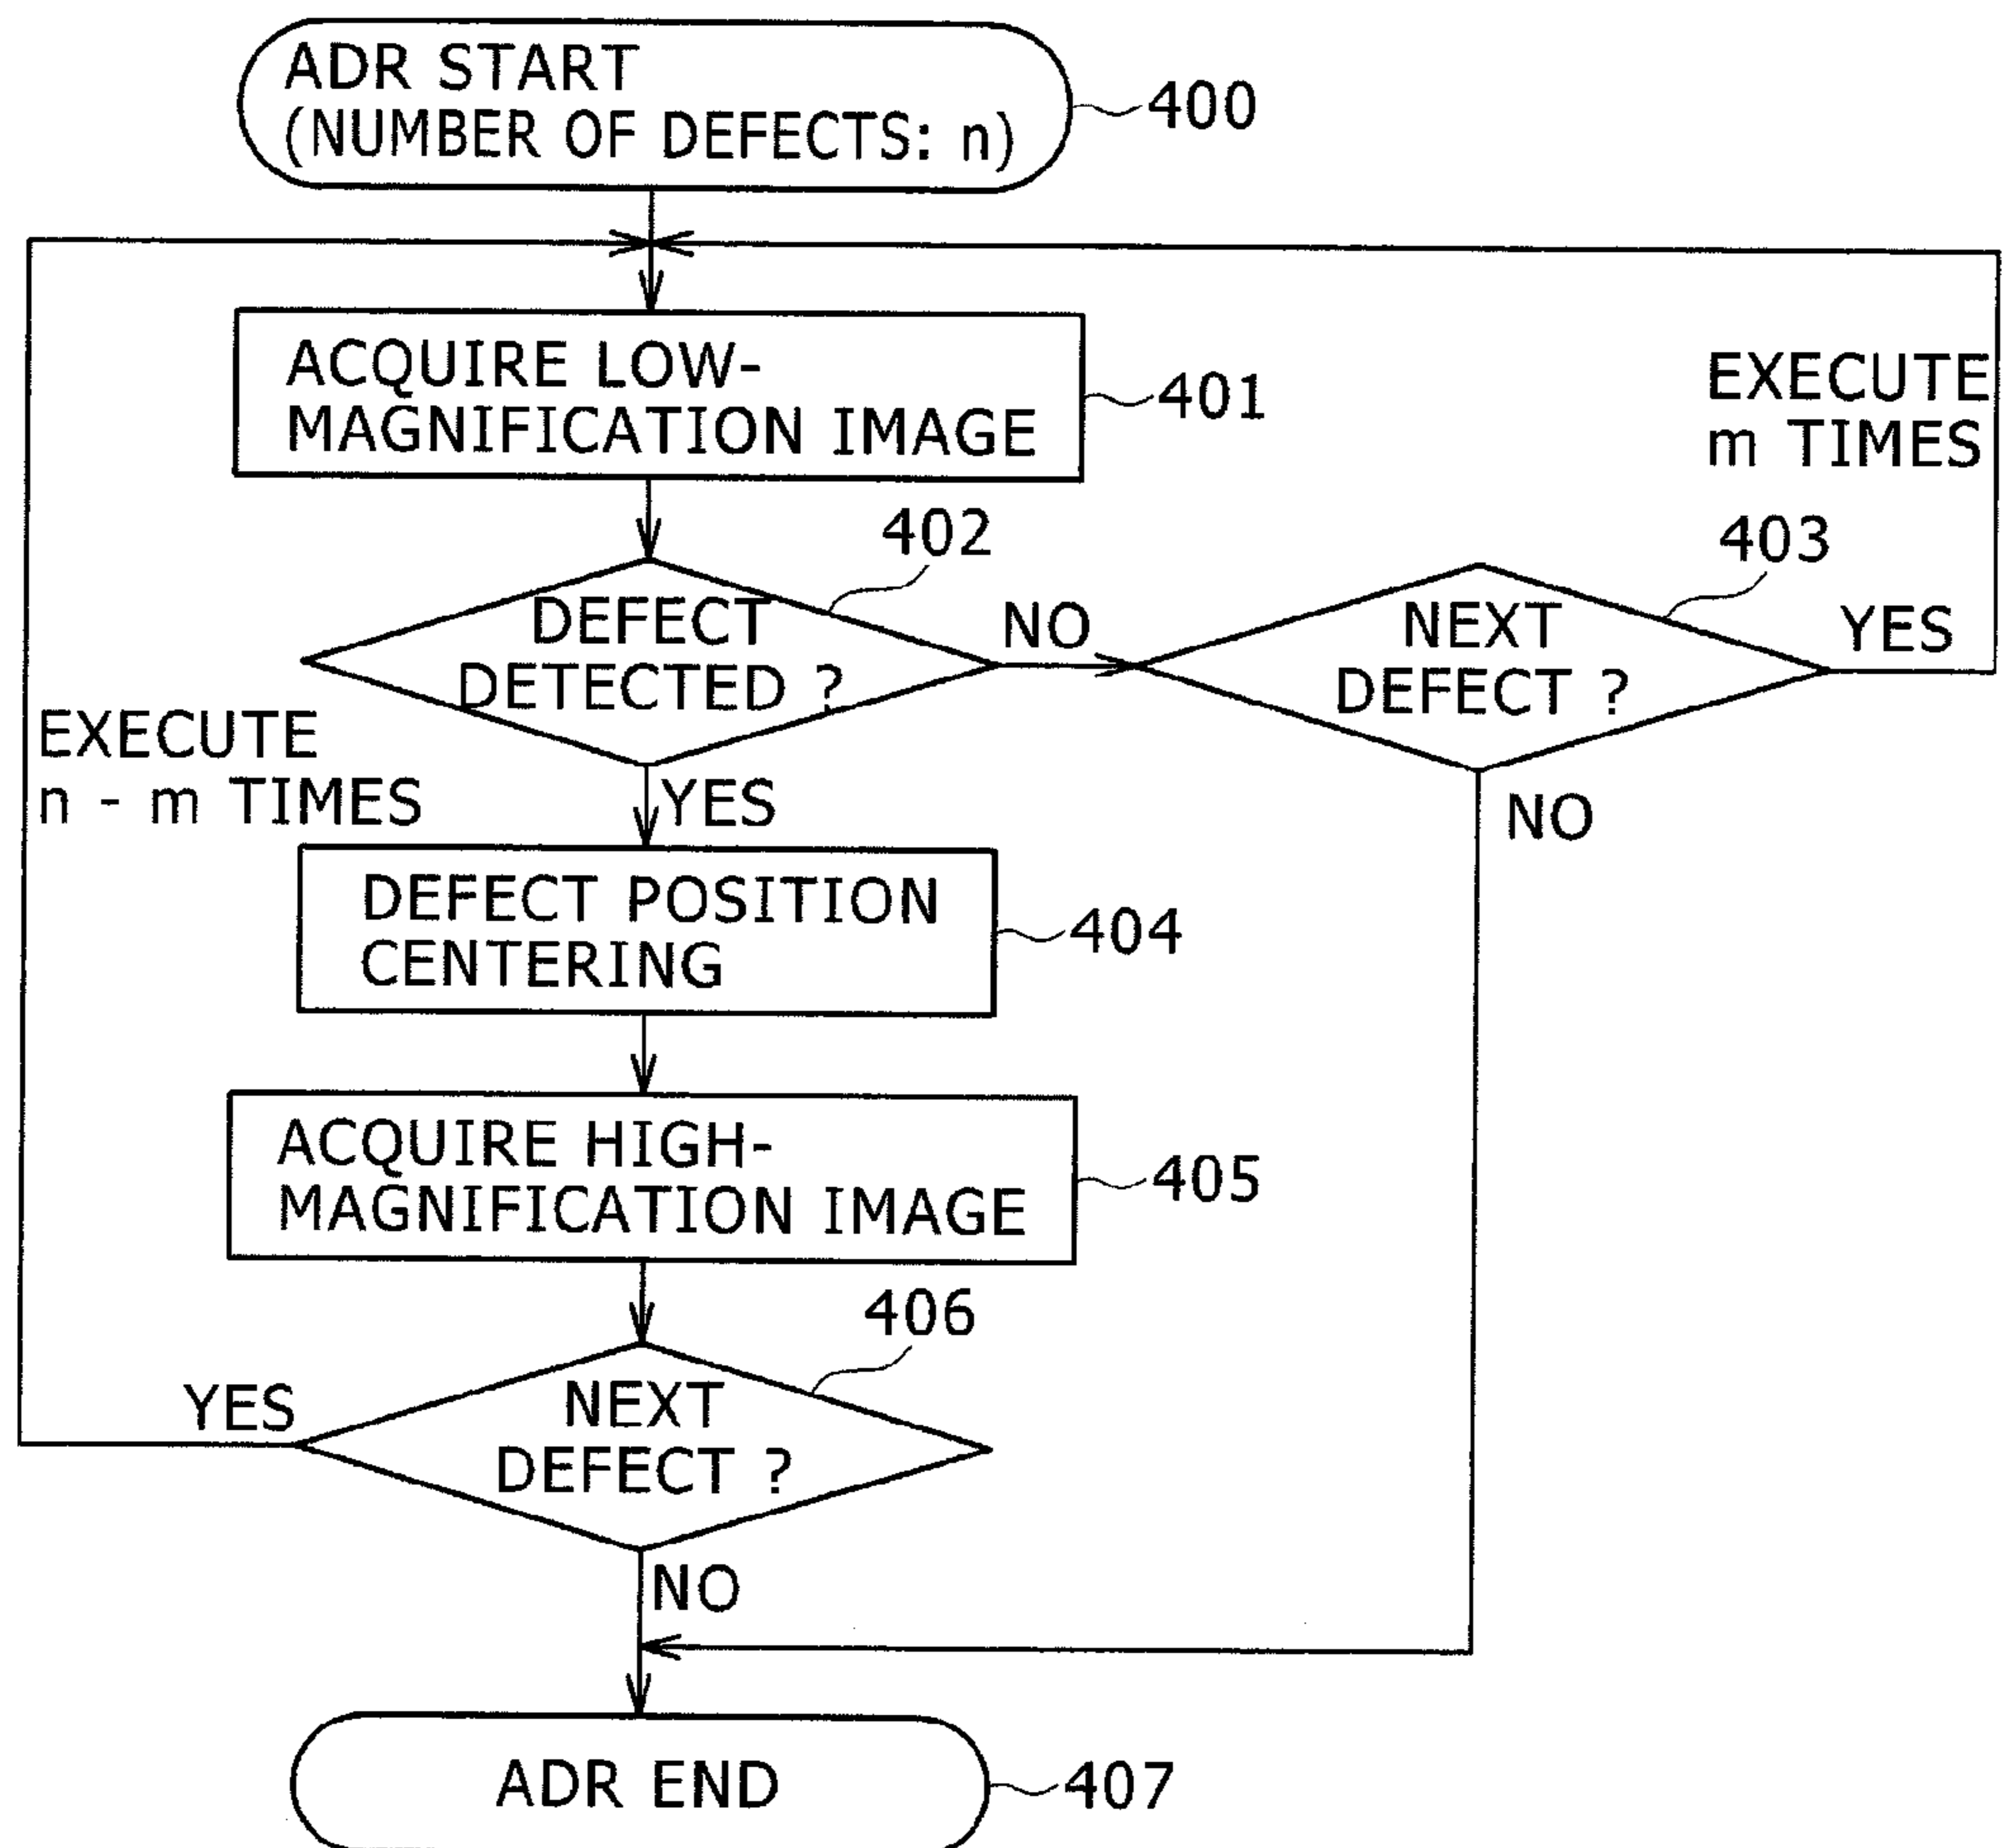 ADR START
(NUMBER OF DEFECTS: n)
400
ACQUIRE LOW-
MAGNIFICATION IMAGE
401
EXECUTE
m TIMES
402
DEFECT
DETECTED ?
NO
403
NEXT
DEFECT ?
YES
EXECUTE
n - m TIMES
YES
NO
DEFECT POSITION
CENTERING
404
ACQUIRE HIGH-
MAGNIFICATION IMAGE
405
406
YES
NEXT
DEFECT ?
NO
ADR END
407